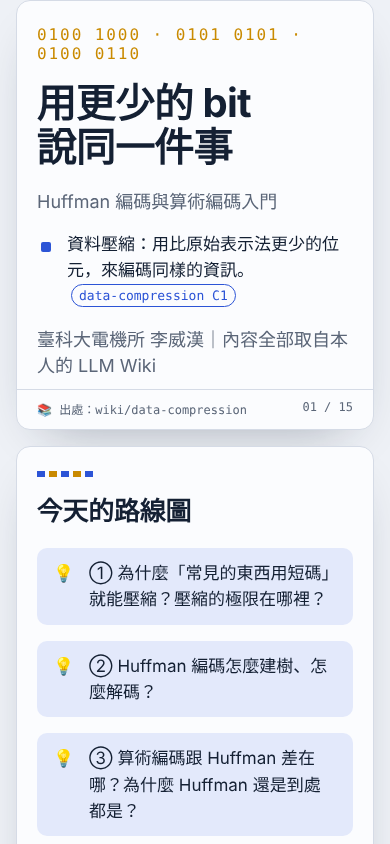 0100 1000 · 0101 0101 ·
0100 0110
用更少的 bit
說同一件事
Huffman 編碼與算術編碼入門
資料壓縮：用比原始表示法更少的位
元，來編碼同樣的資訊。
data-compression C1
臺科大電機所 李威漢｜內容全部取自本
人的 LLM Wiki
📚 出處：wiki/data-compression
01 / 15
今天的路線圖
💡 ① 為什麼「常見的東西用短碼」
就能壓縮？壓縮的極限在哪裡？
💡 ② Huffman 編碼怎麼建樹、怎
麼解碼？
💡 ③ 算術編碼跟 Huffman 差在
哪？為什麼 Huffman 還是到處
都是？